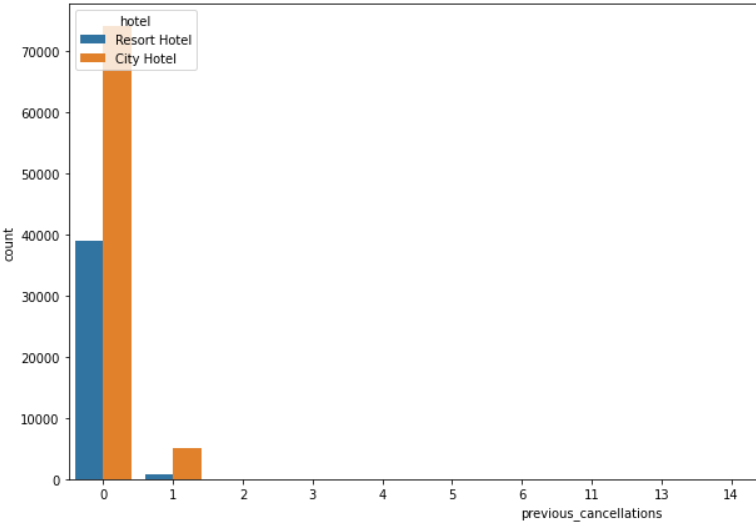 hotel
Resort Hotel
City Hotel
70000
60000
50000
40000
30000
20000
10000
0
count
0 1 2 3 4 5 6 11 13 14
previous_cancellations